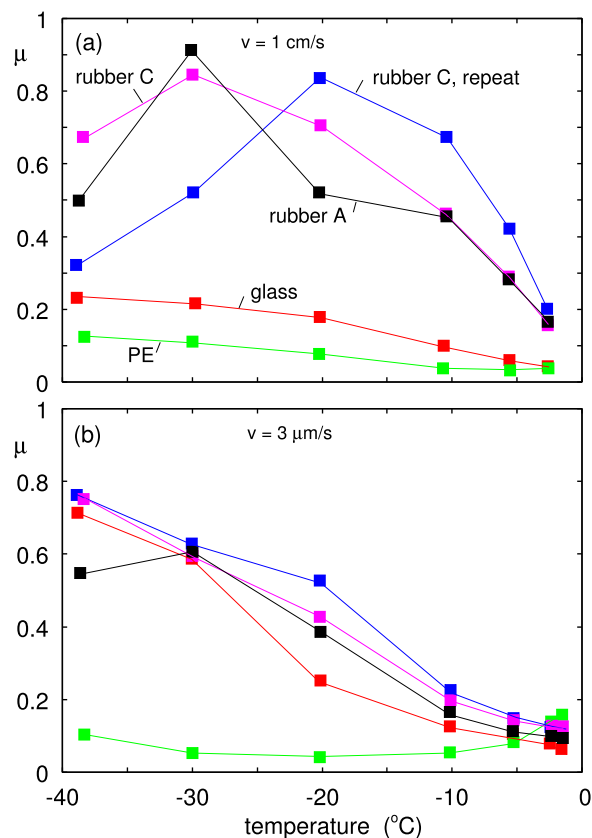 1
(a)
v = 1 cm/s
μ
rubber C
rubber C, repeat
0.8
0.6
rubber A
0.4
glass
0.2
PE
0
1
(b)
v = 3 μm/s
μ
0.8
0.6
0.4
0.2
0
-40 -30 -20 -10 0
temperature (°C)